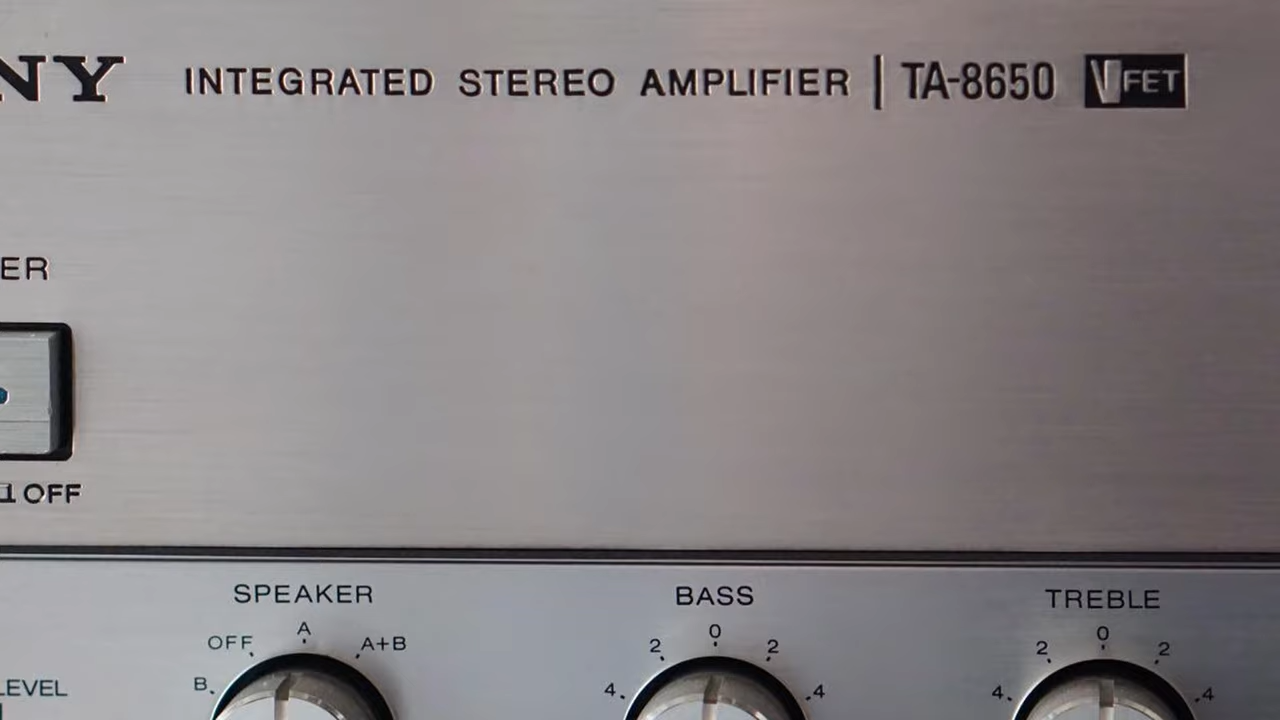 NY INTEGRATED STEREO AMPLIFIER | TA-8650 VFET
ER
OFF
SPEAKER BASS TREBLE
OFF A A+B 2 0 2 2 0 2
B 4 4 4 4
LEVEL